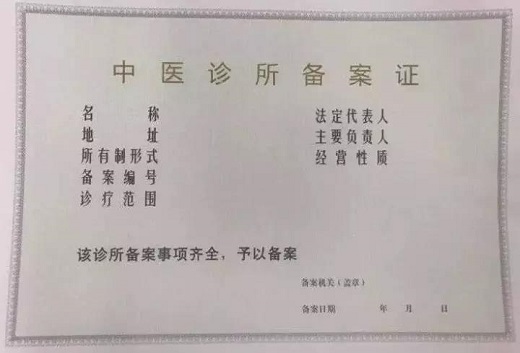 中医诊所备案证
名称
法定代表人
地址
主要负责人
所有制形式
经营性质
备案编号
诊疗范围
该诊所备案事项齐全，予以备案
备案机关（盖章）
备案日期 年 月 日